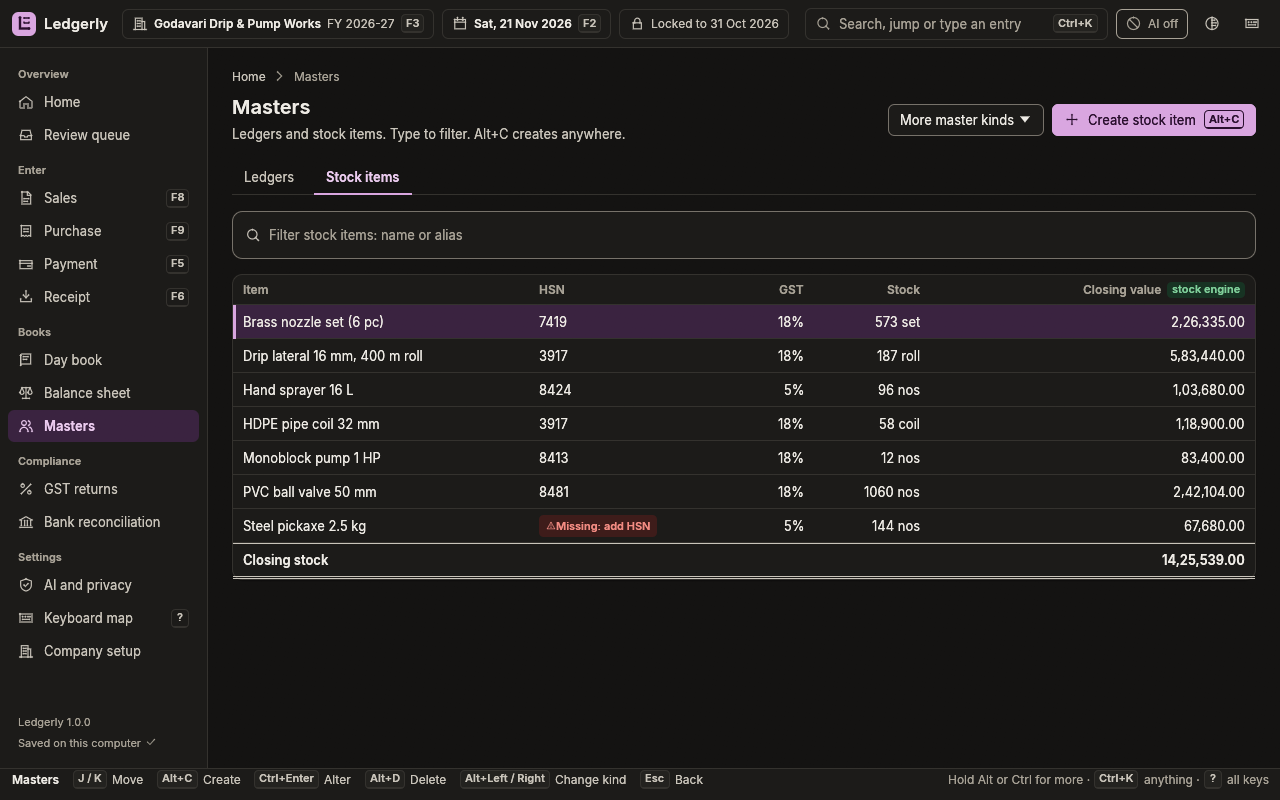 Ledgerly Godavari Drip & Pump Works FY 2026-27 F3 Sat, 21 Nov 2026 F2 Locked to 31 Oct 2026 Search, jump or type an entry Ctrl+K AI off
Overview
Home
Review queue
Enter
Sales F8
Purchase F9
Payment F5
Receipt F6
Books
Day book
Balance sheet
Masters
Compliance
GST returns
Bank reconciliation
Settings
AI and privacy
Keyboard map ?
Company setup
Ledgerly 1.0.0
Saved on this computer
Home Masters
Masters
Ledgers and stock items. Type to filter. Alt+C creates anywhere.
More master kinds Create stock item Alt+C
Ledgers Stock items
Filter stock items: name or alias
Item HSN GST Stock Closing value stock engine
Brass nozzle set (6 pc) 7419 18% 573 set 2,26,335.00
Drip lateral 16 mm, 400 m roll 3917 18% 187 roll 5,83,440.00
Hand sprayer 16 L 8424 5% 96 nos 1,03,680.00
HDPE pipe coil 32 mm 3917 18% 58 coil 1,18,900.00
Monoblock pump 1 HP 8413 18% 12 nos 83,400.00
PVC ball valve 50 mm 8481 18% 1060 nos 2,42,104.00
Steel pickaxe 2.5 kg ⚠Missing: add HSN 5% 144 nos 67,680.00
Closing stock 14,25,539.00
Masters J / K Move Alt+C Create Ctrl+Enter Alter Alt+D Delete Alt+Left / Right Change kind Esc Back Hold Alt or Ctrl for more · Ctrl+K anything · ? all keys